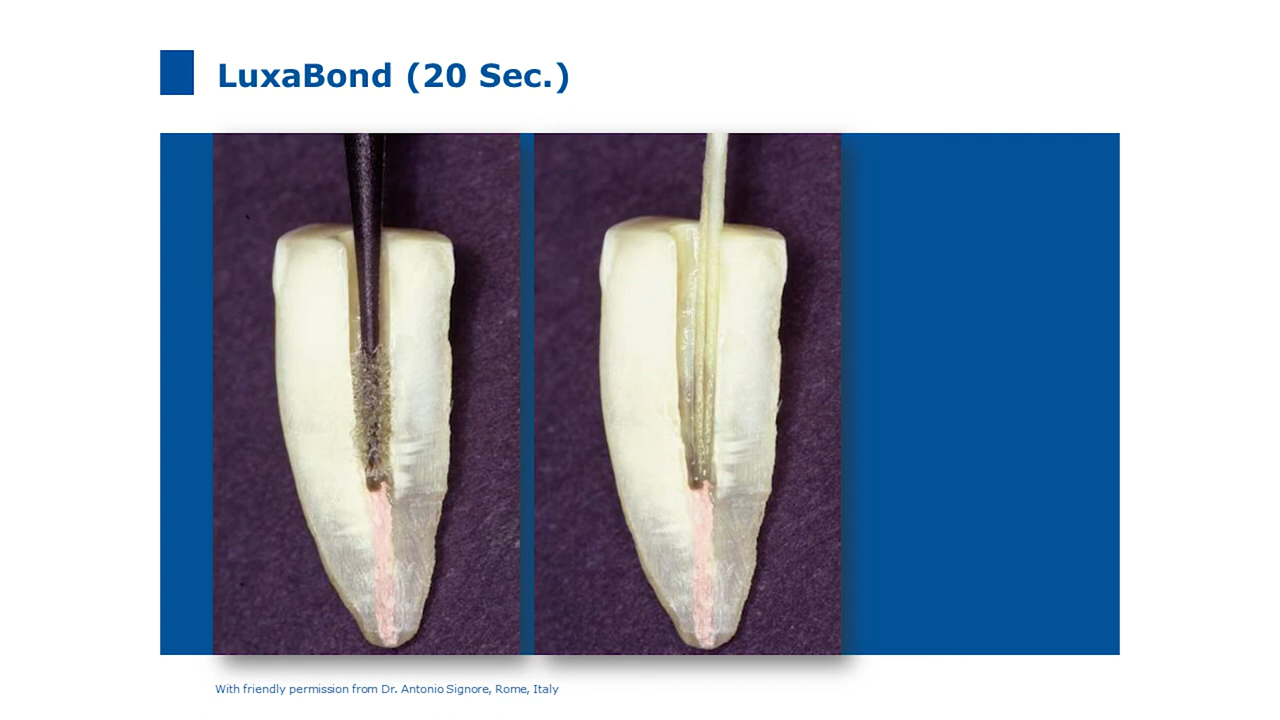 LuxaBond (20 Sec.)
With friendly permission from Dr. Antonio Signore, Rome, Italy